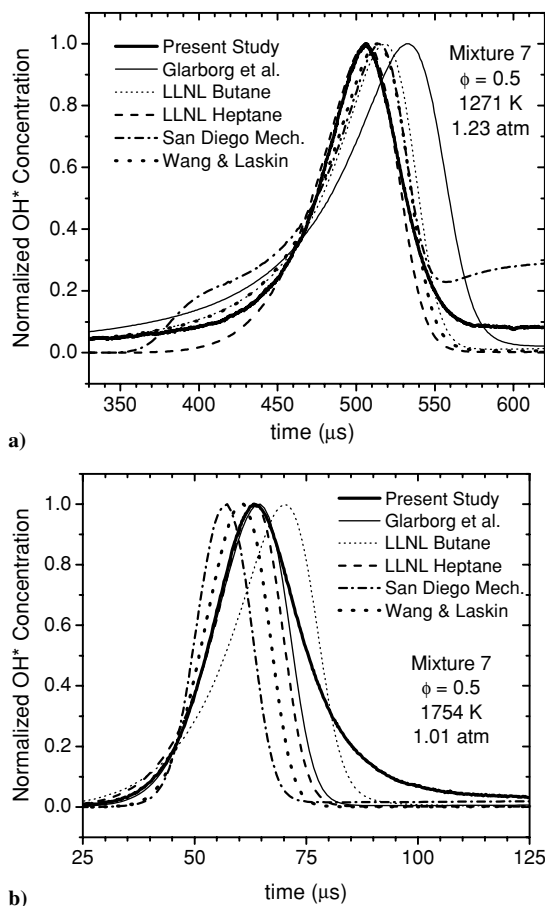 Normalized OH* Concentration
1.0
0.8
0.6
0.4
0.2
0.0
Present Study
Glarborg et al.
LLNL Butane
LLNL Heptane
San Diego Mech.
Wang & Laskin
Mixture 7
ϕ = 0.5
1271 K
1.23 atm
350 400 450 500 550 600
time (μs)
a)
Normalized OH* Concentration
1.0
0.8
0.6
0.4
0.2
0.0
Present Study
Glarborg et al.
LLNL Butane
LLNL Heptane
San Diego Mech.
Wang & Laskin
Mixture 7
ϕ = 0.5
1754 K
1.01 atm
25 50 75 100 125
time (μs)
b)